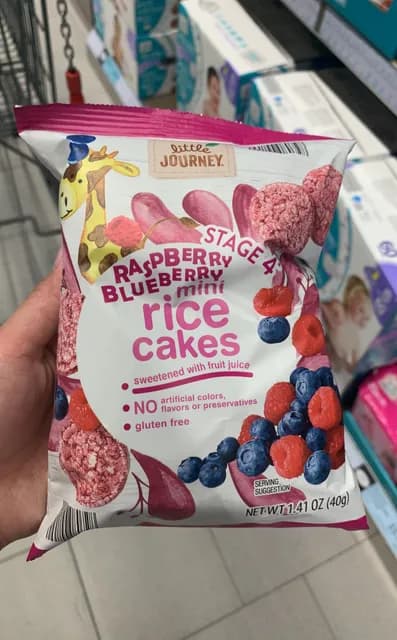 little
JOURNEY.
STAGE 4
RASPBERRY
BLUEBERRY
mini
rice
cakes
• sweetened with fruit juice
• NO artificial colors,
flavors or preservatives
• gluten free
SERVING
SUGGESTION
NET WT 1.41 OZ (40g)